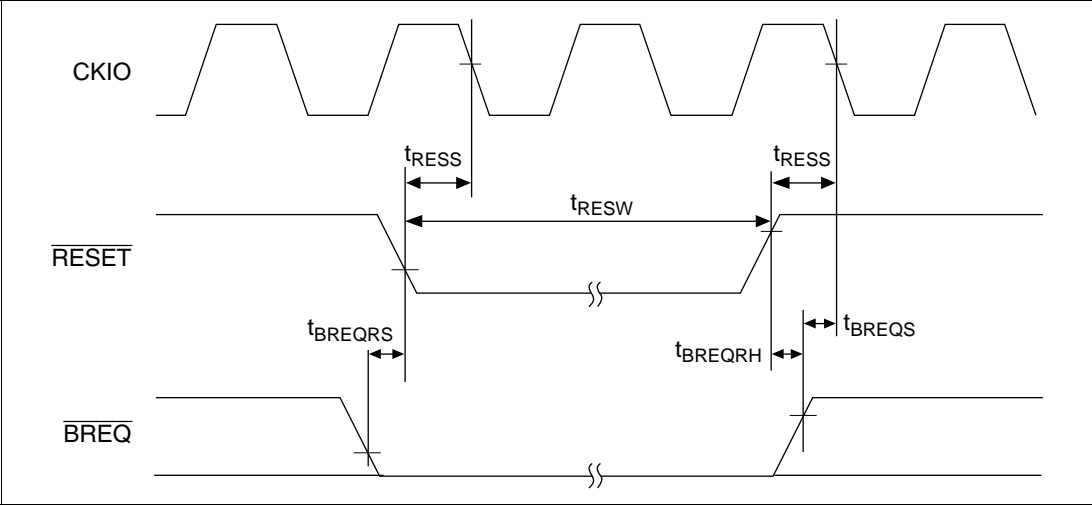 CKIO
tRESS
tRESS
tRESW
RESET
tBREQRS
tBREQS
tBREQRH
BREQ